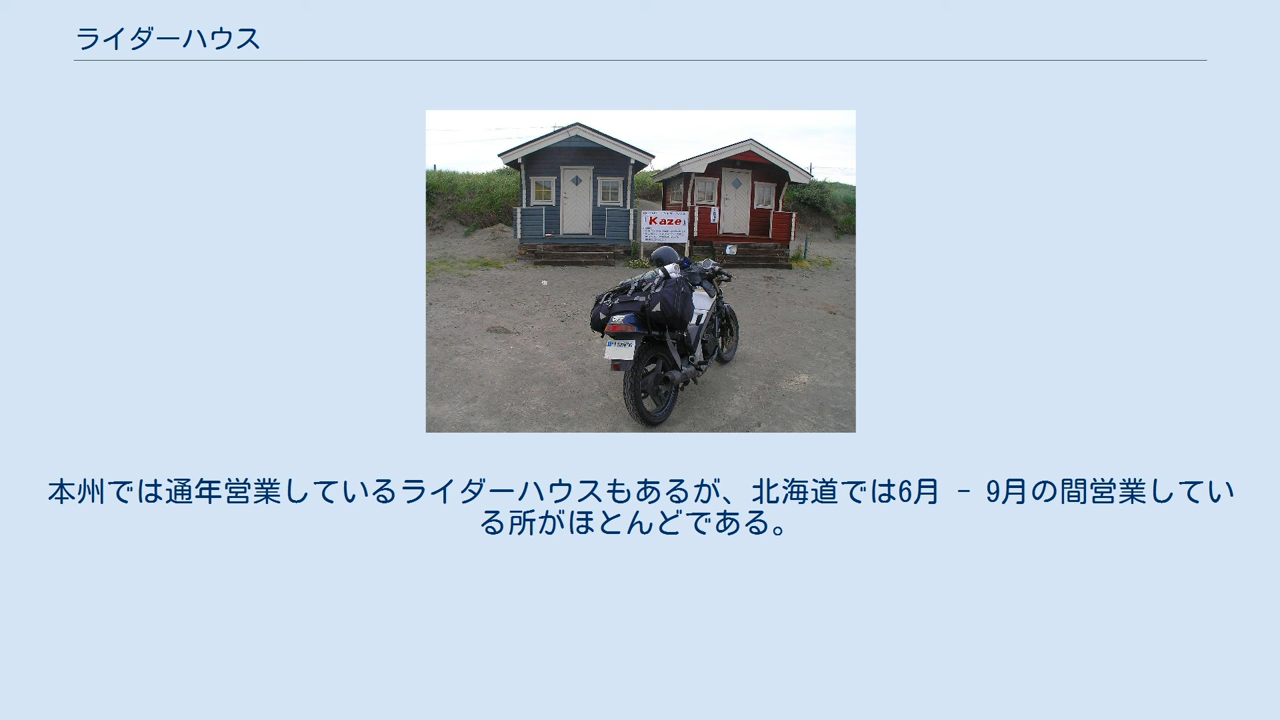 ライダーハウス
Kaze
本州では通年営業しているライダーハウスもあるが、北海道では6月 - 9月の間営業してい
る所がほとんどである。